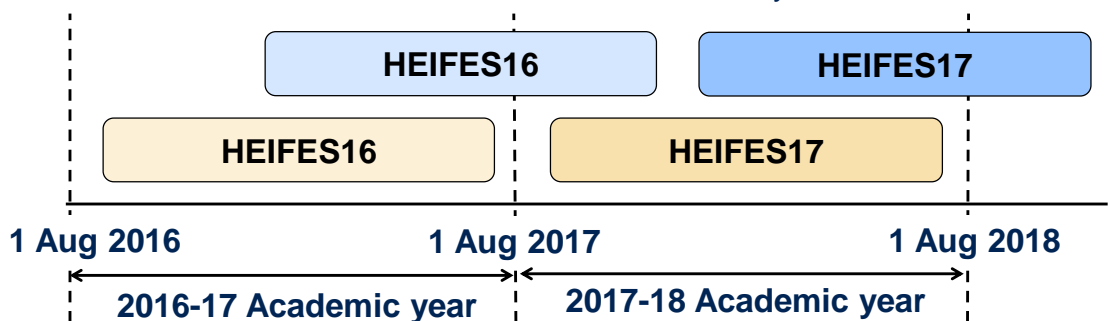 HEIFES16 HEIFES17
HEIFES16 HEIFES17
1 Aug 2016 1 Aug 2017 1 Aug 2018
2016-17 Academic year 2017-18 Academic year